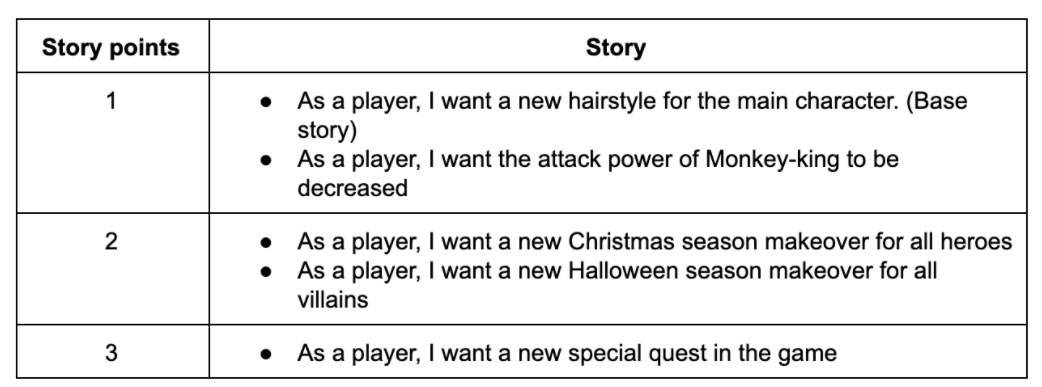 Story points Story
1
● As a player, I want a new hairstyle for the main character. (Base
story)
● As a player, I want the attack power of Monkey-king to be
decreased
2
● As a player, I want a new Christmas season makeover for all heroes
● As a player, I want a new Halloween season makeover for all
villains
3
● As a player, I want a new special quest in the game